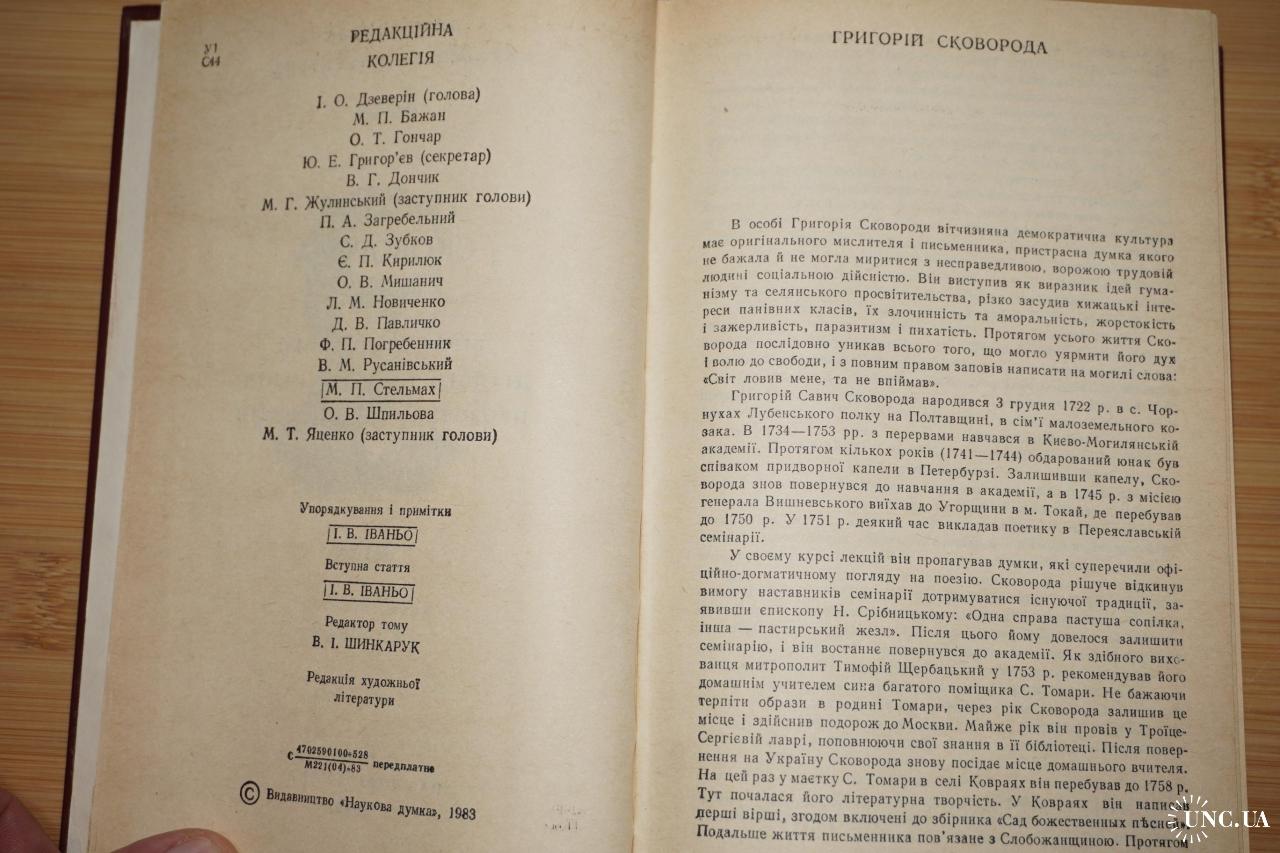 У1
С44
РЕДАКЦІЙНА
КОЛЕГІЯ
І. О. Дзеверін (голова)
М. П. Бажан
О. Т. Гончар
Ю. Е. Григор'єв (секретар)
В. Г. Дончик
М. Г. Жулинський (заступник голови)
П. А. Загребельний
С. Д. Зубков
Є. П. Кирилюк
О. В. Мишанич
Л. М. Новиченко
Д. В. Павличко
Ф. П. Погребенник
В. М. Русанівський
М. П. Стельмах
О. В. Шпильова
М. Т. Яценко (заступник голови)
Упорядкування і примітки
І. В. ІВАНЬО
Вступна стаття
І. В. ІВАНЬО
Редактор тому
В. І. ШИНКАРУК
Редакція художньої
літератури
С 4702590100-528
М221(04)-83 передплатне
© Видавництво «Наукова думка», 1983
ГРИГОРІЙ СКОВОРОДА
В особі Григорія Сковороди вітчизняна демократична культура
має оригінального мислителя і письменника, пристрасна думка якого
не бажала й не могла миритися з несправедливою, ворожою трудовій
людині соціальною дійсністю. Він виступив як виразник ідей гума-
нізму та селянського просвітительства, різко засудив хижацькі інте-
реси панівних класів, їх злочинність та аморальність, жорстокість
і зажерливість, паразитизм і пихатість. Протягом усього життя Ско-
ворода послідовно уникав всього того, що могло уярмити його дух
і волю до свободи, і з повним правом заповів написати на могилі слова:
«Світ ловив мене, та не впіймав».
Григорій Савич Сковорода народився 3 грудня 1722 р. в с. Чор-
нухах Лубенського полку на Полтавщині, в сім'ї малоземельного ко-
зака. В 1734—1753 рр. з перервами навчався в Києво-Могилянській
академії. Протягом кількох років (1741—1744) обдарований юнак був
співаком придворної капели в Петербурзі. Залишивши капелу, Ско-
ворода знов повернувся до навчання в академії, а в 1745 р. з місією
генерала Вишневського виїхав до Угорщини в м. Токай, де перебував
до 1750 р. У 1751 р. деякий час викладав поетику в Переяславській
семінарії.
У своєму курсі лекцій він пропагував думки, які суперечили офі-
ційно-догматичному погляду на поезію. Сковорода рішуче відкинув
вимогу наставників семінарії дотримуватися існуючої традиції, за-
явивши єпископу Н. Срібницькому: «Одна справа пастуша сопілка,
інша — пастирський жезл». Після цього йому довелося залишити
семінарію, і він востаннє повернувся до академії. Як здібного вихо-
ванця митрополит Тимофій Щербацький у 1753 р. рекомендував його
домашнім учителем сина багатого поміщика С. Томари. Не бажаючи
терпіти образи в родині Томари, через рік Сковорода залишив це
місце і здійснив подорож до Москви. Майже рік він провів у Троїце-
Сергієвій лаврі, поповнюючи свої знання в її бібліотеці. Після повер-
нення на Україну Сковорода знову посідає місце домашнього вчителя.
На цей раз у маєтку С. Томари в селі Ковраях він перебував до 1758 р.
Тут почалася його літературна творчість. У Ковраях він написав
перші вірші, згодом включені до збірника «Сад божественных пѣсней».
Подальше життя письменника пов'язане з Слобожанщиною. Протягом
UNC.UA